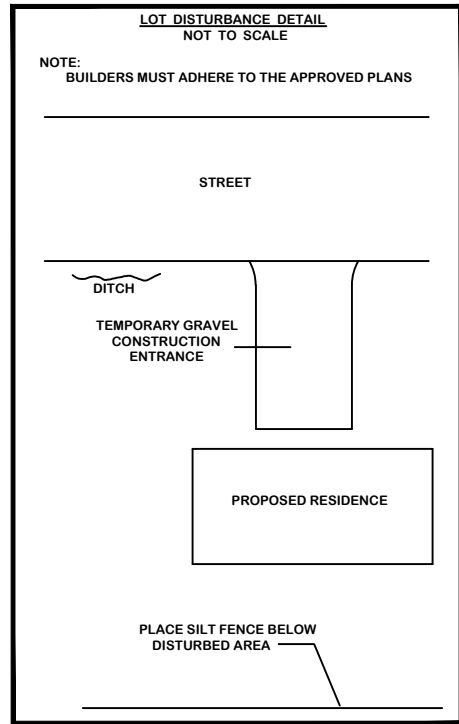 LOT DISTURBANCE DETAIL
NOT TO SCALE
NOTE:
BUILDERS MUST ADHERE TO THE APPROVED PLANS
STREET
DITCH
TEMPORARY GRAVEL
CONSTRUCTION
ENTRANCE
PROPOSED RESIDENCE
PLACE SILT FENCE BELOW
DISTURBED AREA